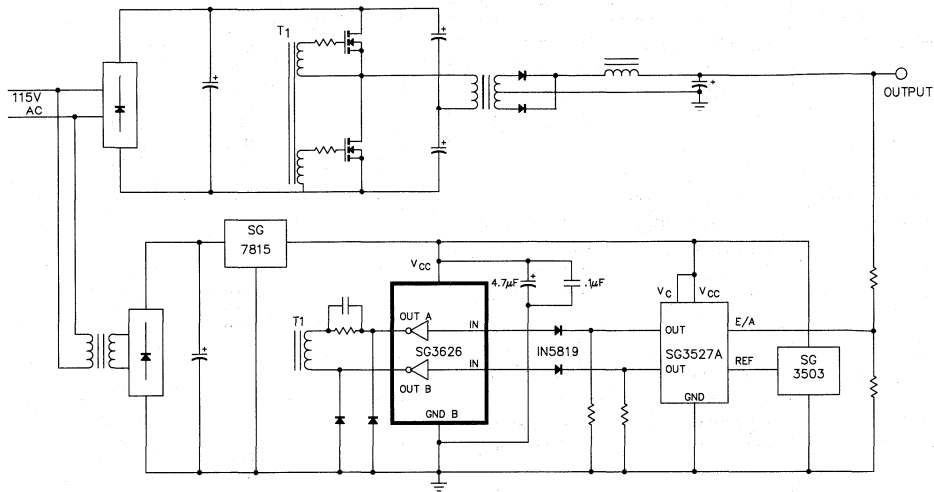 T1
115V
AC
OUTPUT
SG
7815
VCC
4.7µF
.1µF
VC
VCC
T1
OUT A
IN
SG3626
IN
OUT B
GND B
IN5819
OUT
SG3527A
OUT
GND
E/A
REF
SG
3503